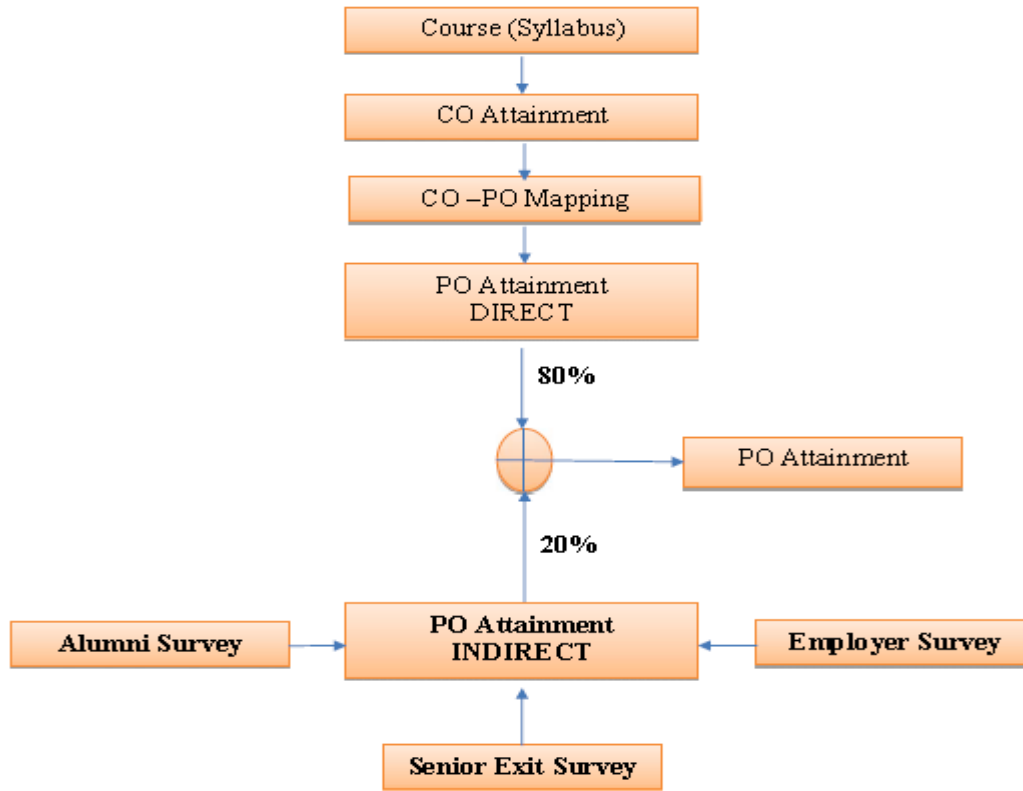 Course (Syllabus)
CO Attainment
CO –PO Mapping
PO Attainment
DIRECT
80%
PO Attainment
20%
Alumni Survey
PO Attainment
INDIRECT
Employer Survey
Senior Exit Survey